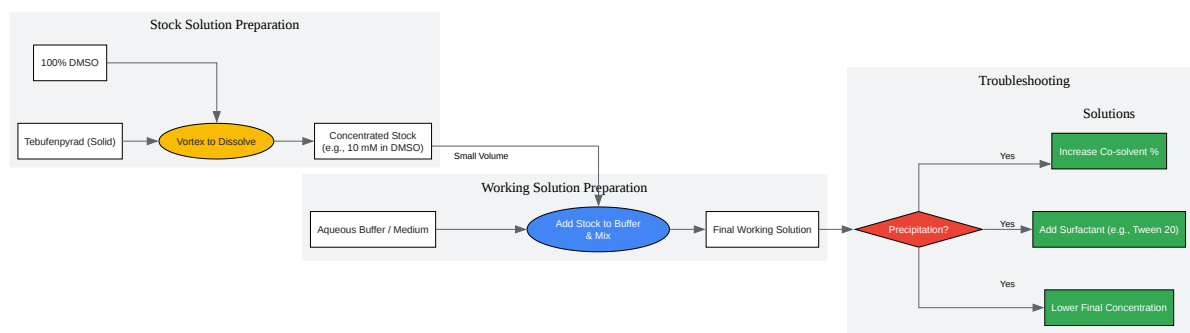 Stock Solution Preparation
100% DMSO
Tebufenpyrad (Solid)
Vortex to Dissolve
Concentrated Stock
(e.g., 10 mM in DMSO)
Small Volume
Working Solution Preparation
Aqueous Buffer / Medium
Add Stock to Buffer
& Mix
Final Working Solution
Troubleshooting
Solutions
Precipitation?
Yes
Increase Co-solvent %
Yes
Add Surfactant (e.g., Tween 20)
Yes
Lower Final Concentration